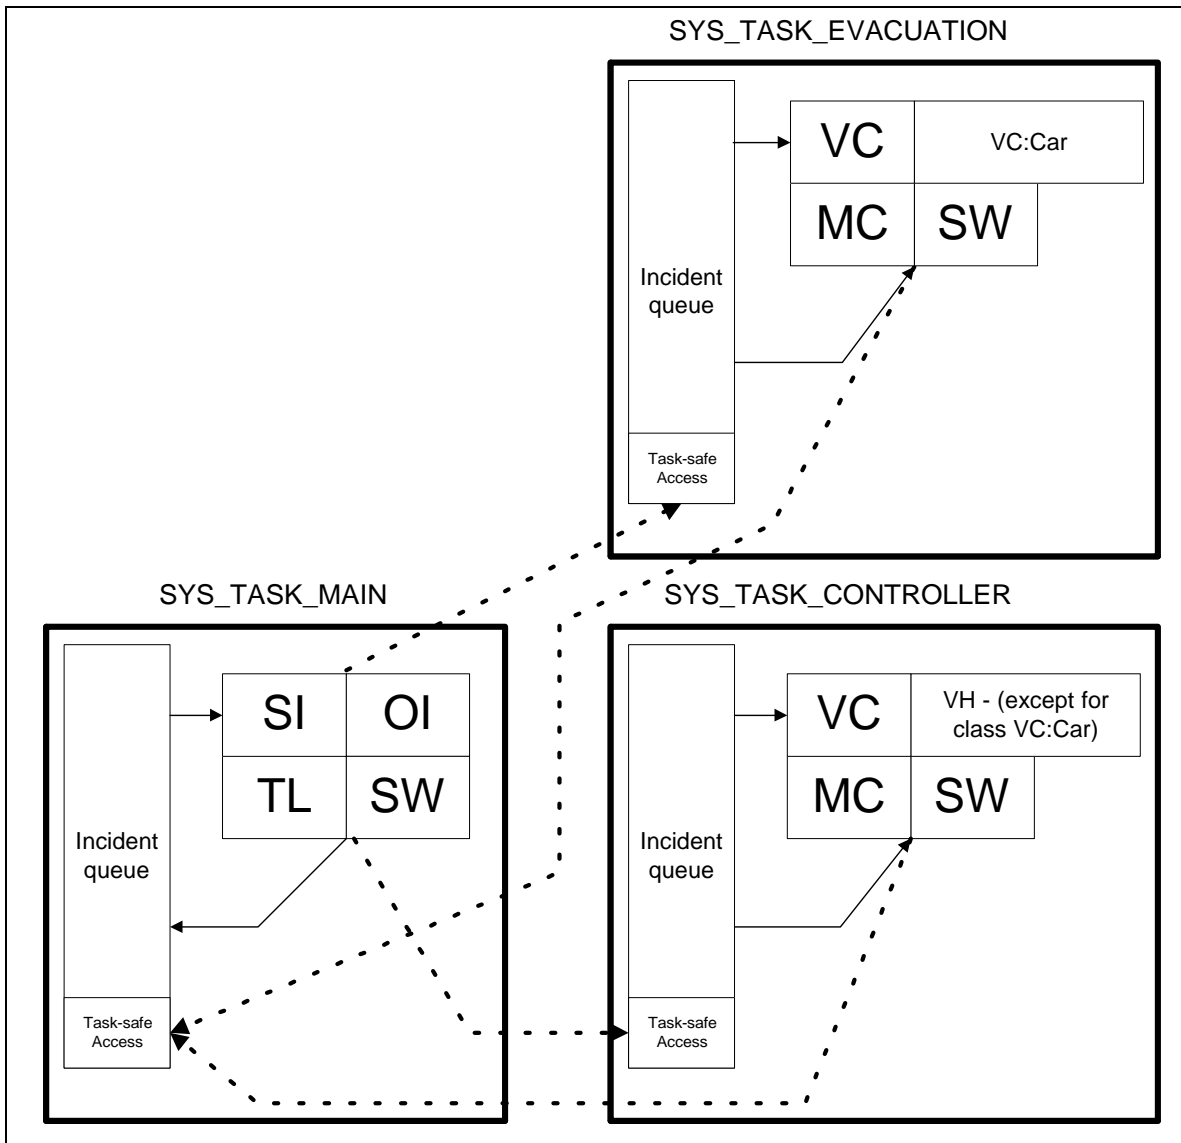 SYS_TASK_EVACUATION
VC
VC:Car
MC
SW
Incident
queue
Task-safe
Access
SYS_TASK_MAIN
SI
OI
TL
SW
Incident
queue
Task-safe
Access
SYS_TASK_CONTROLLER
VC
VH - (except for
class VC:Car)
MC
SW
Incident
queue
Task-safe
Access